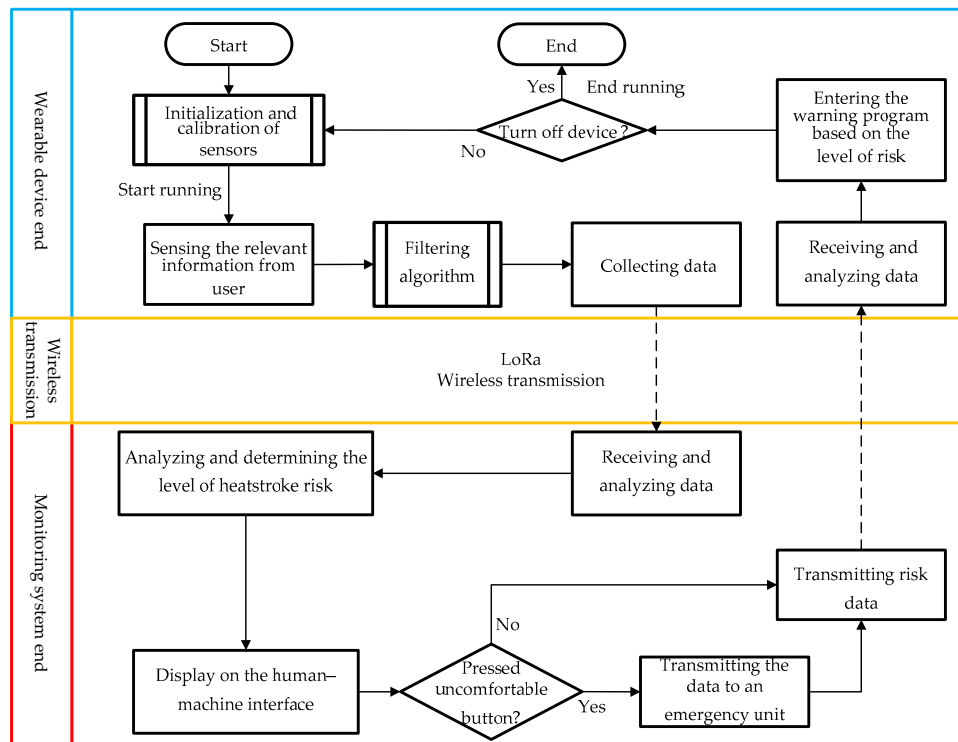 Wearable device end
Start
End
Yes
End running
Initialization and
calibration of
sensors
Turn off device ?
No
Entering the
warning program
based on the
level of risk
Start running
Sensing the relevant
information from
user
Filtering
algorithm
Collecting data
Receiving and
analyzing data
Wireless
transmission
LoRa
Wireless transmission
Monitoring system end
Analyzing and determining the
level of heatstroke risk
Receiving and
analyzing data
Transmitting risk
data
No
Display on the human–
machine interface
Pressed
uncomfortable
button?
Yes
Transmitting the
data to an
emergency unit